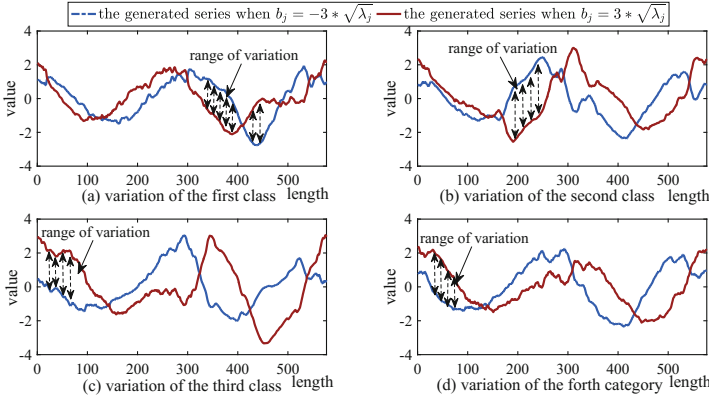 the generated series when b_j = −3 * √λ_j the generated series when b_j = 3 * √λ_j
4
2
0
-2
-4
value
range of variation
0 100 200 300 400 500
length
(a) variation of the first class
4
2
0
-2
-4
value
range of variation
0 100 200 300 400 500
length
(b) variation of the second class
4
2
0
-2
-4
value
range of variation
0 100 200 300 400 500
length
(c) variation of the third class
4
2
0
-2
-4
value
range of variation
0 100 200 300 400 500
length
(d) variation of the forth category